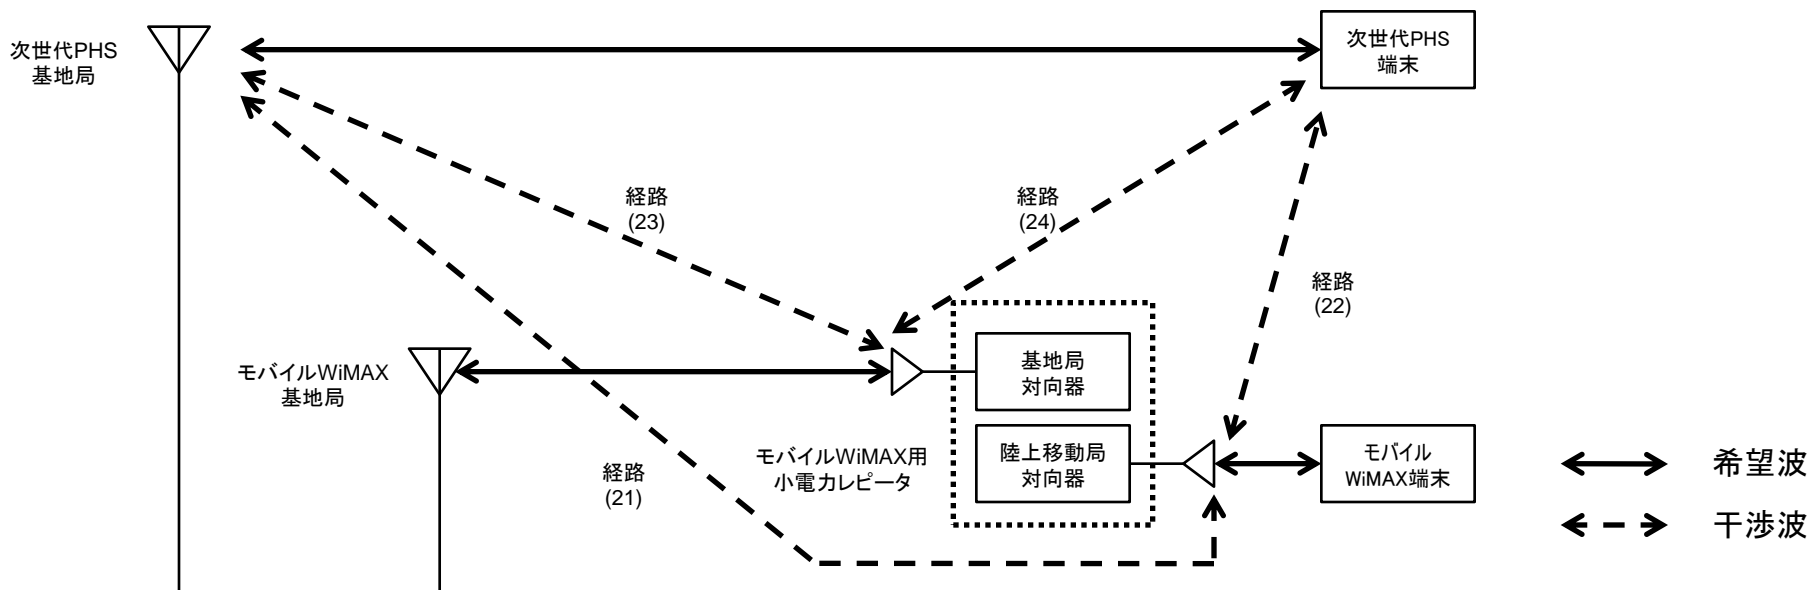 次世代PHS
基地局
次世代PHS
端末
経路
(23)
経路
(24)
経路
(22)
モバイルWiMAX
基地局
基地局
対向器
モバイルWiMAX用
小電力レピータ
陸上移動局
対向器
モバイル
WiMAX端末
経路
(21)
希望波
干渉波